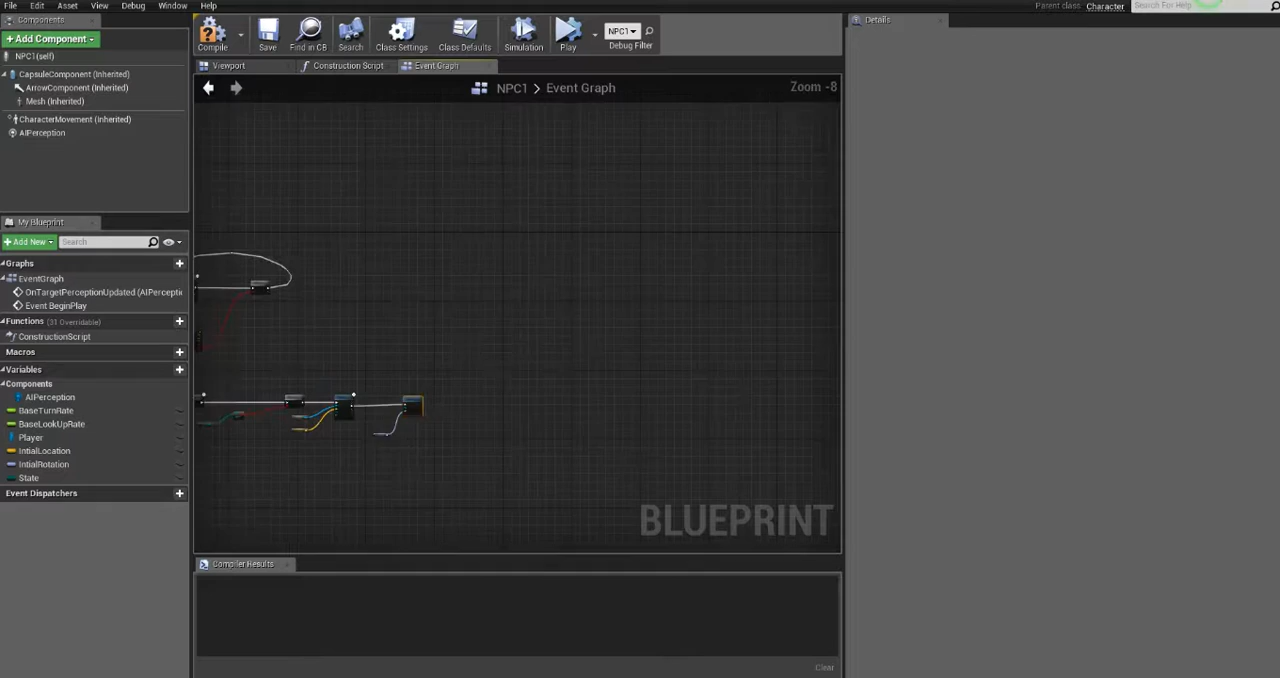 File Edit Asset View Debug Window Help
Parent class: Character
Search For Help
Components
Details
+ Add Component
NPC1(self)
CapsuleComponent (Inherited)
ArrowComponent (Inherited)
Mesh (Inherited)
CharacterMovement (Inherited)
AIPerception
Compile
Save
Find in CB
Search
Class Settings
Class Defaults
Simulation
Play
NPC1
Debug Filter
Viewport
Construction Script
Event Graph
NPC1 > Event Graph
Zoom -8
My Blueprint
+ Add New
Search
Graphs
EventGraph
OnTargetPerceptionUpdated (AIPercepti
Event BeginPlay
Functions (31 Overridable)
ConstructionScript
Macros
Variables
Components
AIPerception
BaseTurnRate
BaseLookUpRate
Player
IntialLocation
IntialRotation
State
Event Dispatchers
BLUEPRINT
Compiler Results
Clear